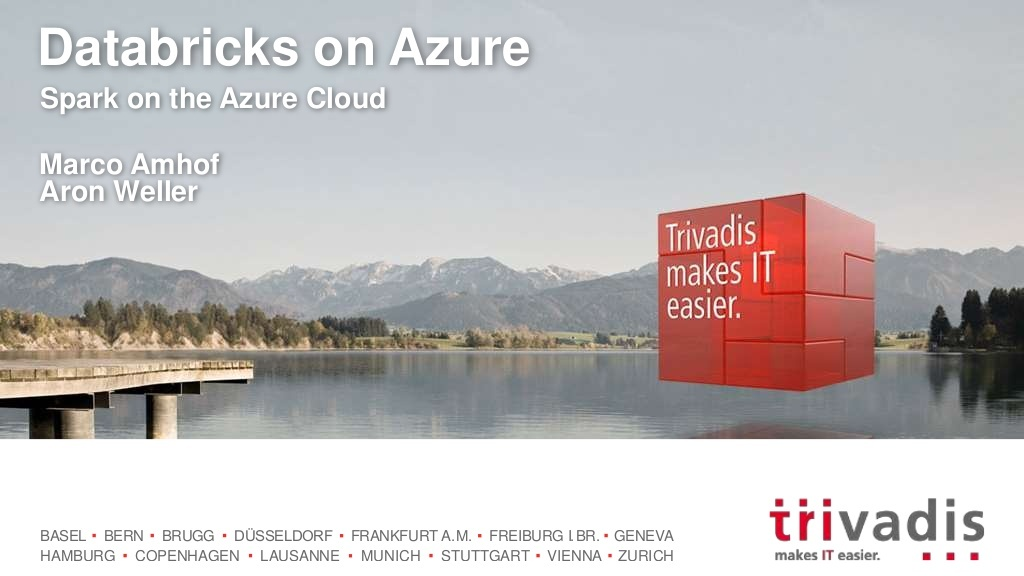 Databricks on Azure
Spark on the Azure Cloud
Marco Amhof
Aron Weller
Trivadis
makes IT
easier.
BASEL ▪ BERN ▪ BRUGG ▪ DÜSSELDORF ▪ FRANKFURT A.M. ▪ FREIBURG I.BR. ▪ GENEVA
HAMBURG ▪ COPENHAGEN ▪ LAUSANNE ▪ MUNICH ▪ STUTTGART ▪ VIENNA ▪ ZURICH
trivadis
makes IT easier.